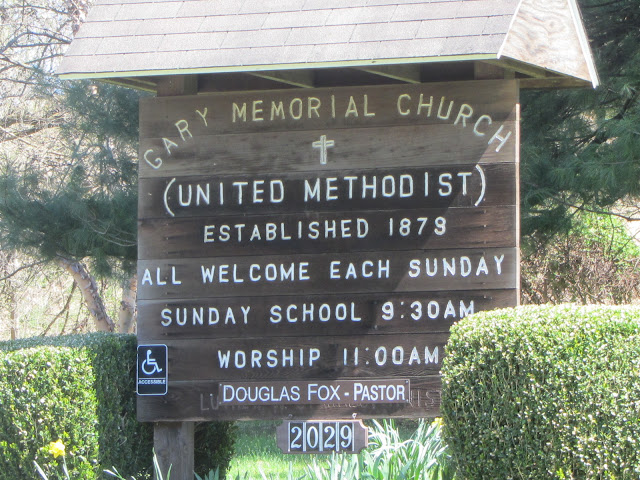 GARY MEMORIAL CHURCH
(UNITED METHODIST)
ESTABLISHED 1879
ALL WELCOME EACH SUNDAY
SUNDAY SCHOOL 9:30AM
WORSHIP 11:00AM
ACCESSIBLE
DOUGLAS FOX - PASTOR
2029